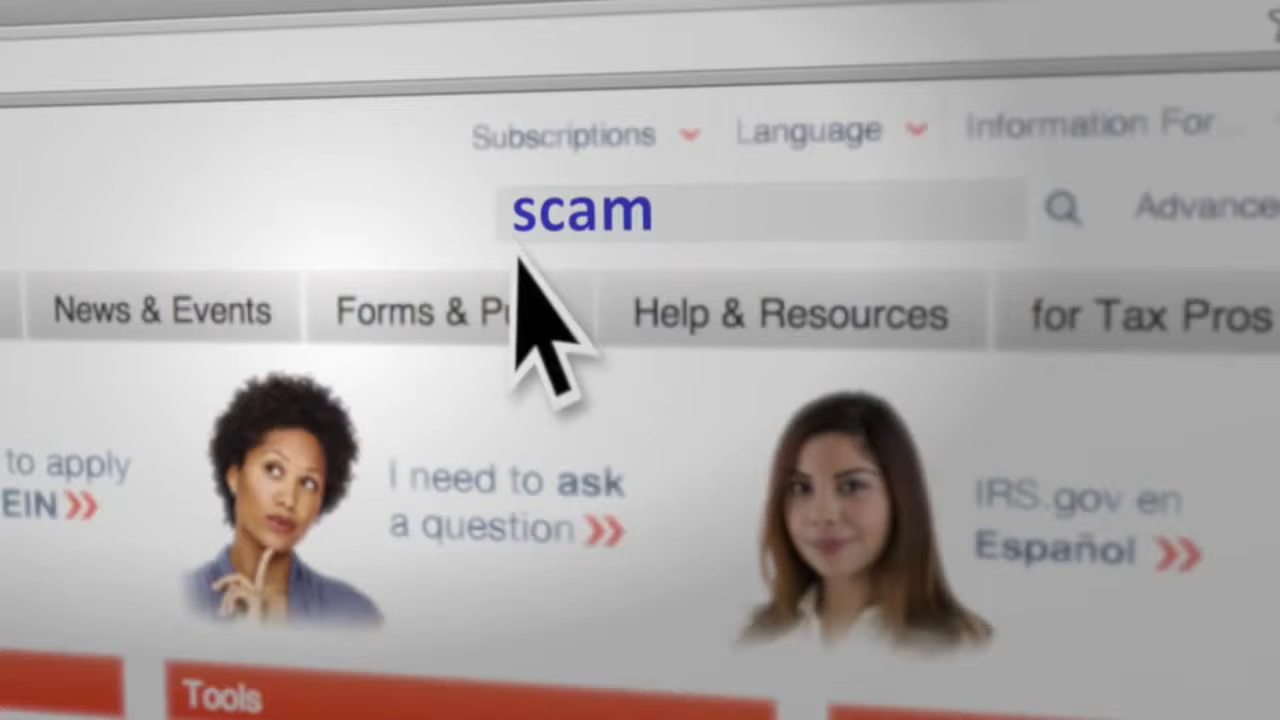 Subscriptions
Language
Information For...
scam
Advance
News & Events
Forms & P
Help & Resources
for Tax Pros
to apply
EIN
I need to ask
a question
IRS.gov en
Español
Tools